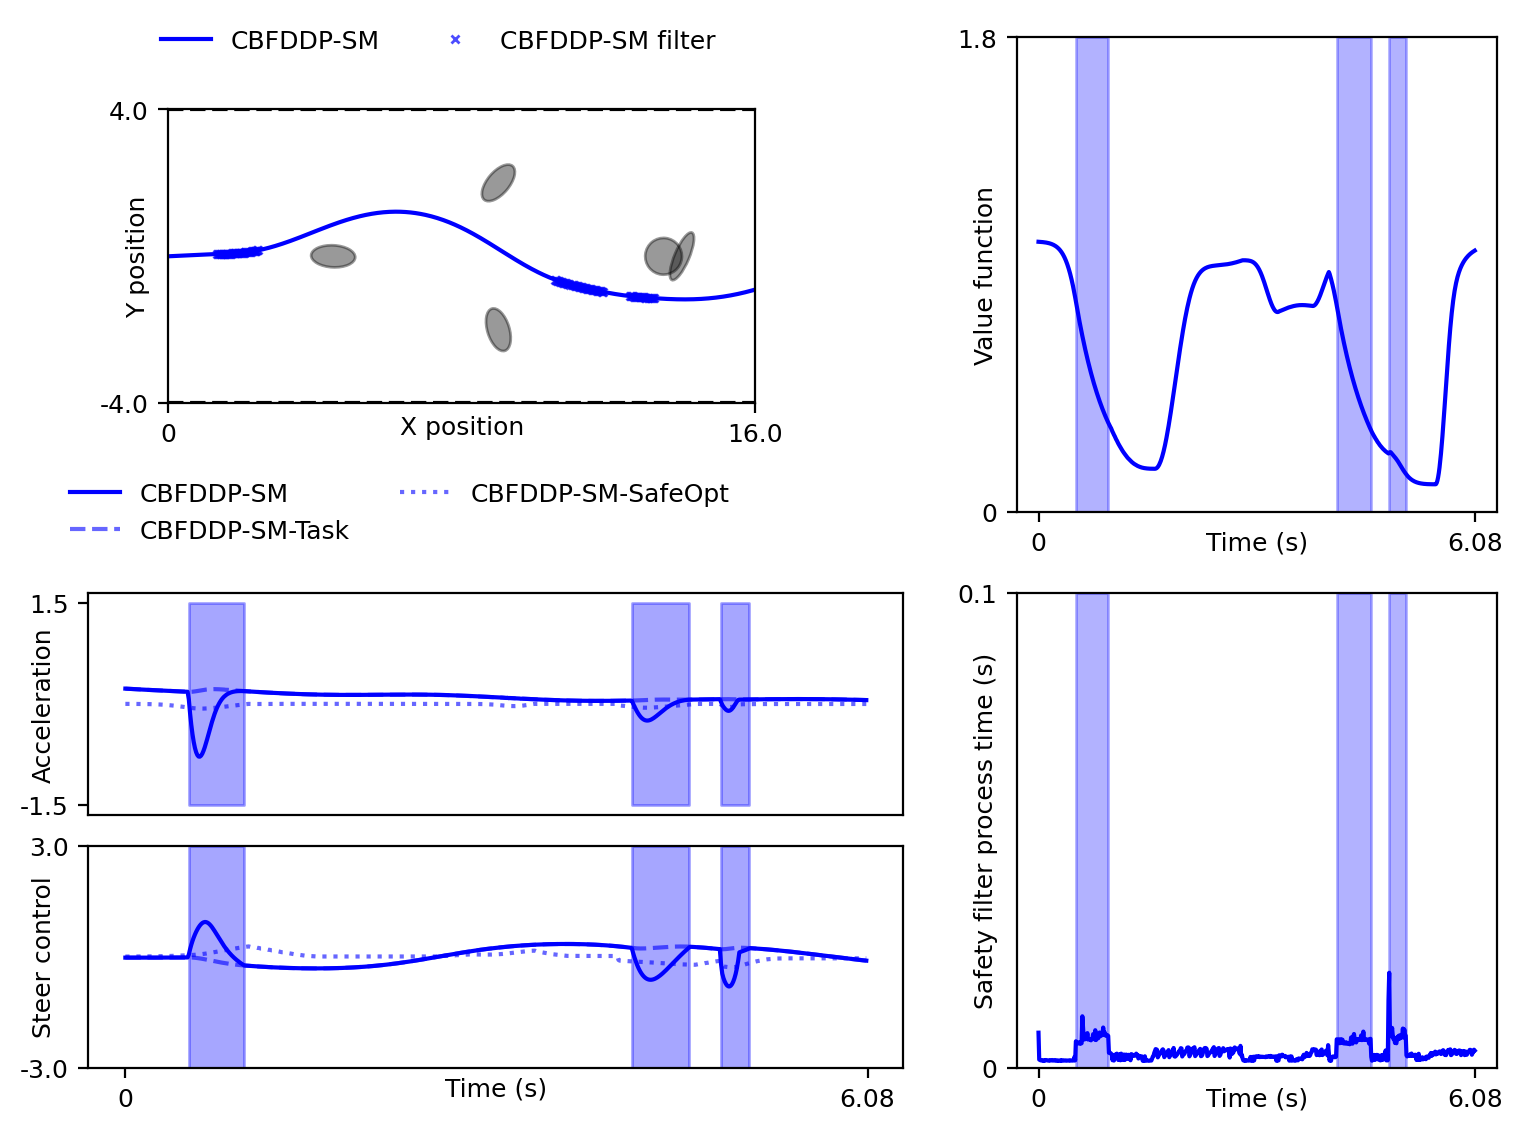 CBFDDP-SM
CBFDDP-SM filter
4.0
Y position
-4.0
0
X position
16.0
1.8
Value function
0
0
Time (s)
6.08
CBFDDP-SM
CBFDDP-SM-SafeOpt
CBFDDP-SM-Task
1.5
Acceleration
-1.5
3.0
Steer control
-3.0
0
Time (s)
6.08
0.1
Safety filter process time (s)
0
0
Time (s)
6.08